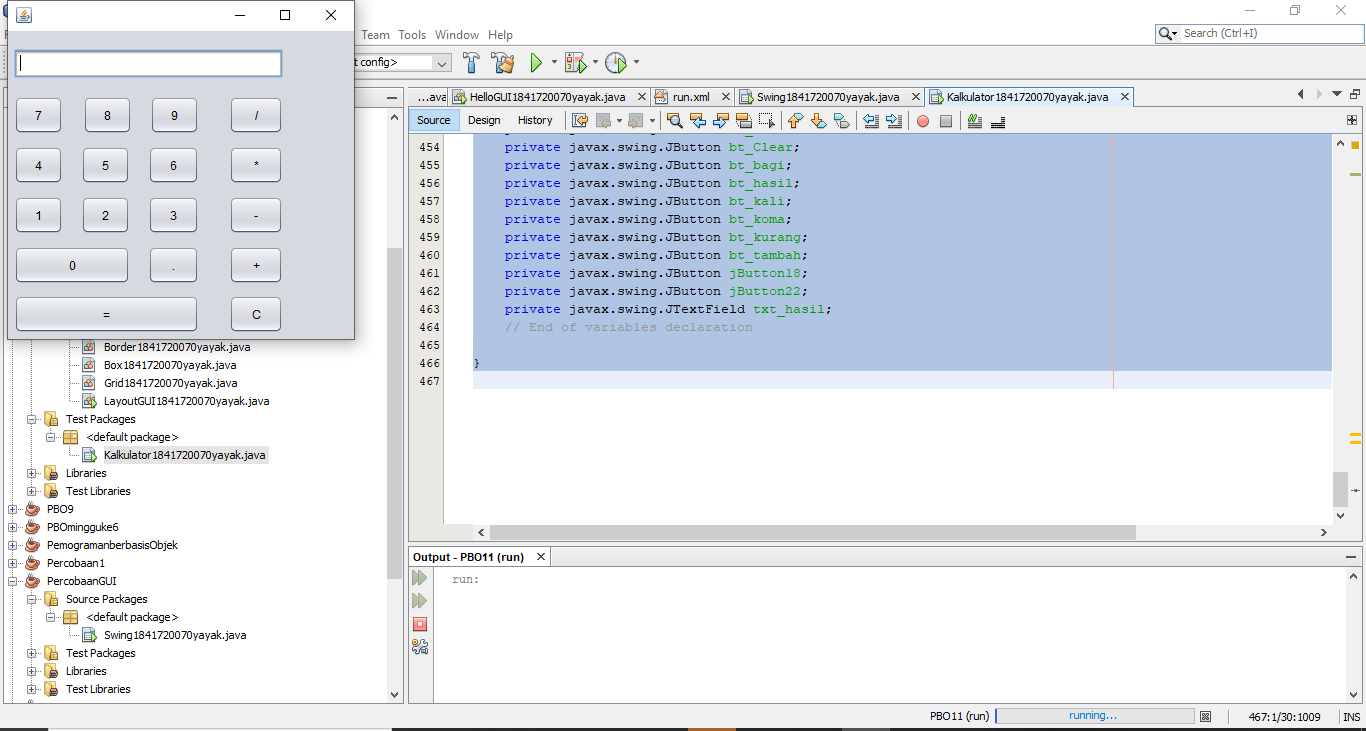 Team Tools Window Help
Search (Ctrl+I)
t config>
7 8 9 /
4 5 6 *
1 2 3 -
0 . +
= C
...ava HelloGUI1841720070yayak.java run.xml Swing1841720070yayak.java Kalkulator1841720070yayak.java
Source Design History
454 private javax.swing.JButton bt_Clear;
455 private javax.swing.JButton bt_bagi;
456 private javax.swing.JButton bt_hasil;
457 private javax.swing.JButton bt_kali;
458 private javax.swing.JButton bt_koma;
459 private javax.swing.JButton bt_kurang;
460 private javax.swing.JButton bt_tambah;
461 private javax.swing.JButton jButton18;
462 private javax.swing.JButton jButton22;
463 private javax.swing.JTextField txt_hasil;
464 // End of variables declaration
465
466 }
467
Border1841720070yayak.java
Box1841720070yayak.java
Grid1841720070yayak.java
LayoutGUI1841720070yayak.java
Test Packages
<default package>
Kalkulator1841720070yayak.java
Libraries
Test Libraries
PBO9
PBOmingguke6
PemogramanberbasisObjek
Percobaan1
PercobaanGUI
Source Packages
<default package>
Swing1841720070yayak.java
Test Packages
Libraries
Test Libraries
Output - PBO11 (run)
run:
PBO11 (run) running... 467:1/30:1009 INS